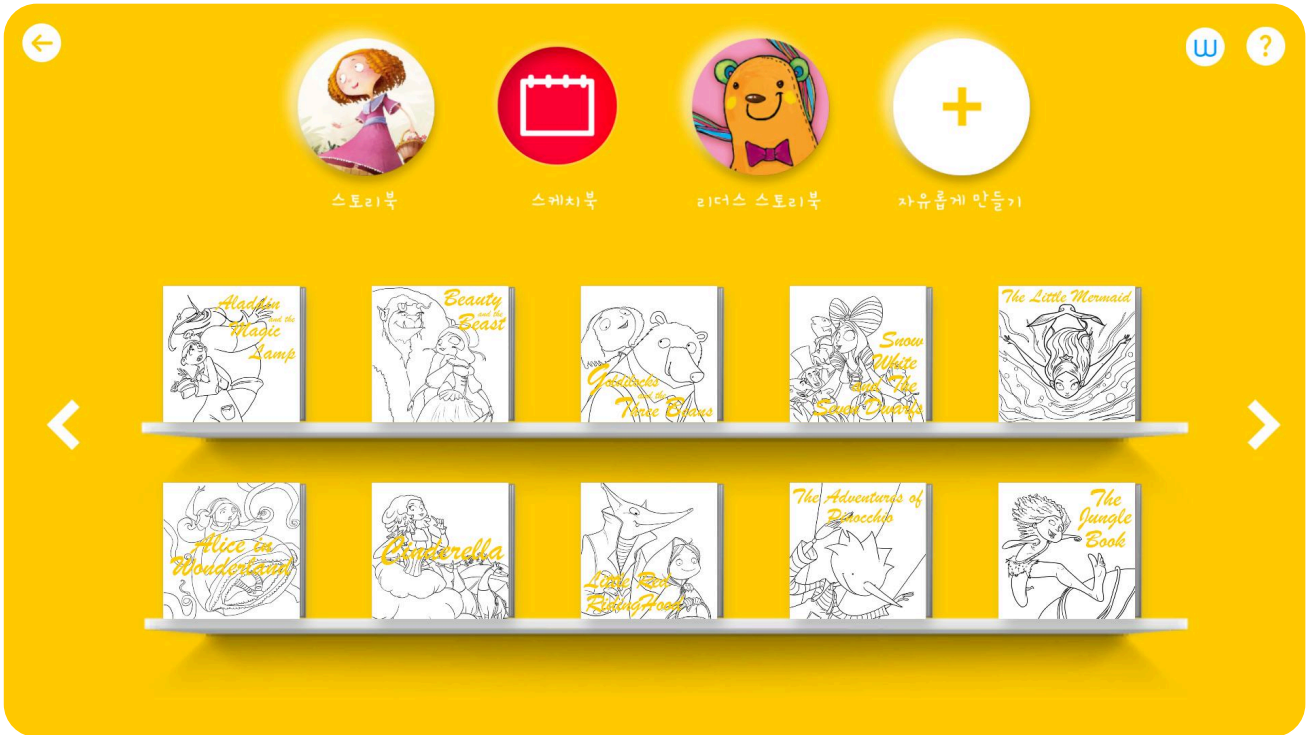 W
?
+
스토리북
스케치북
리더스 스토리북
자유롭게 만들기
Aladdin
and the
Magic
Lamp
Beauty
and the
Beast
Goldilocks
and the
Three Bears
Snow
White
and The
Seven Dwarfs
The Little Mermaid
Alice in
Wonderland
Cinderella
Little Red
RidingHood
The Adventures of
Pinocchio
The
Jungle
Book